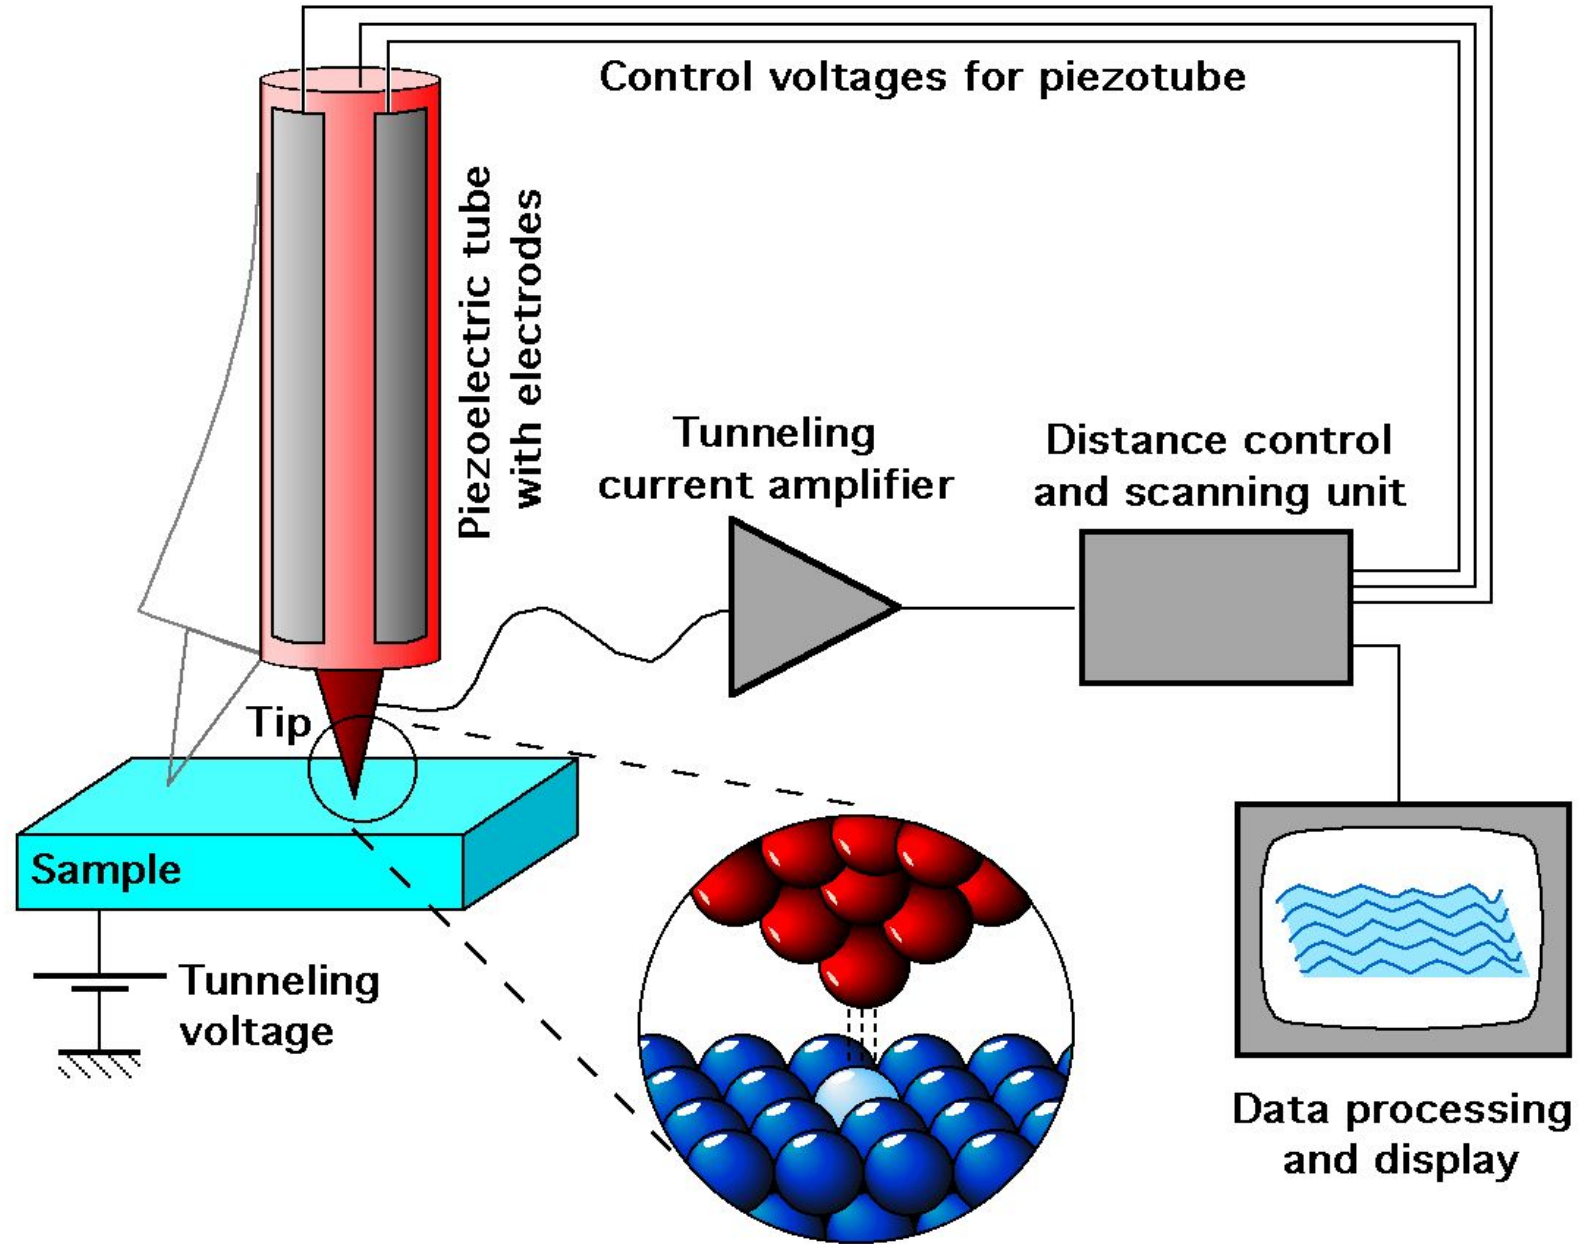 Control voltages for piezotube
Piezoelectric tube
with electrodes
Tunneling
current amplifier
Distance control
and scanning unit
Tip
Sample
Tunneling
voltage
Data processing
and display